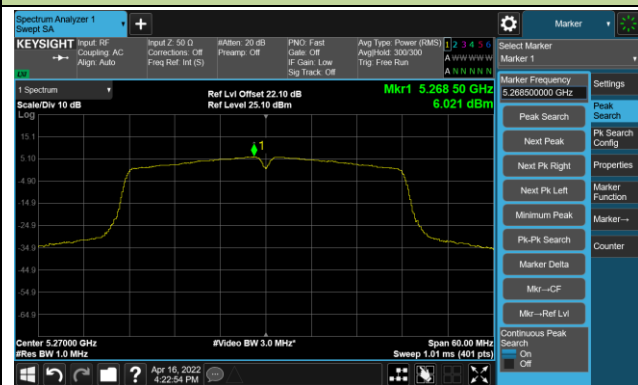 Spectrum Analyzer 1
Swept SA
+
Marker
KEYSIGHT
Input: RF
Coupling: AC
Align: Auto
Input Z: 50 Ω
Corrections: Off
Freq Ref: Int (S)
#Atten: 20 dB
Preamp: Off
PNO: Fast
Gate: Off
IF Gain: Low
Sig Track: Off
Avg Type: Power (RMS)
Avg|Hold: 300/300
Trig: Free Run
1 2 3 4 5 6
A W W W W W
A N N N N N
LXI
Select Marker
Marker 1
1 Spectrum
Scale/Div 10 dB
Log
Ref Lvl Offset 22.10 dB
Ref Level 25.10 dBm
Mkr1 5.268 50 GHz
6.021 dBm
15.1
5.10
-4.90
-14.9
-24.9
-34.9
-44.9
-54.9
-64.9
1
Center 5.27000 GHz
#Res BW 1.0 MHz
#Video BW 3.0 MHz*
Span 60.00 MHz
Sweep 1.01 ms (401 pts)
Marker Frequency
5.268500000 GHz
Peak Search
Next Peak
Next Pk Right
Next Pk Left
Minimum Peak
Pk-Pk Search
Marker Delta
Mkr→CF
Mkr→Ref Lvl
Continuous Peak
Search
On
Off
Settings
Peak
Search
Pk Search
Config
Properties
Marker
Function
Marker→
Counter
?
Apr 16, 2022
4:22:54 PM